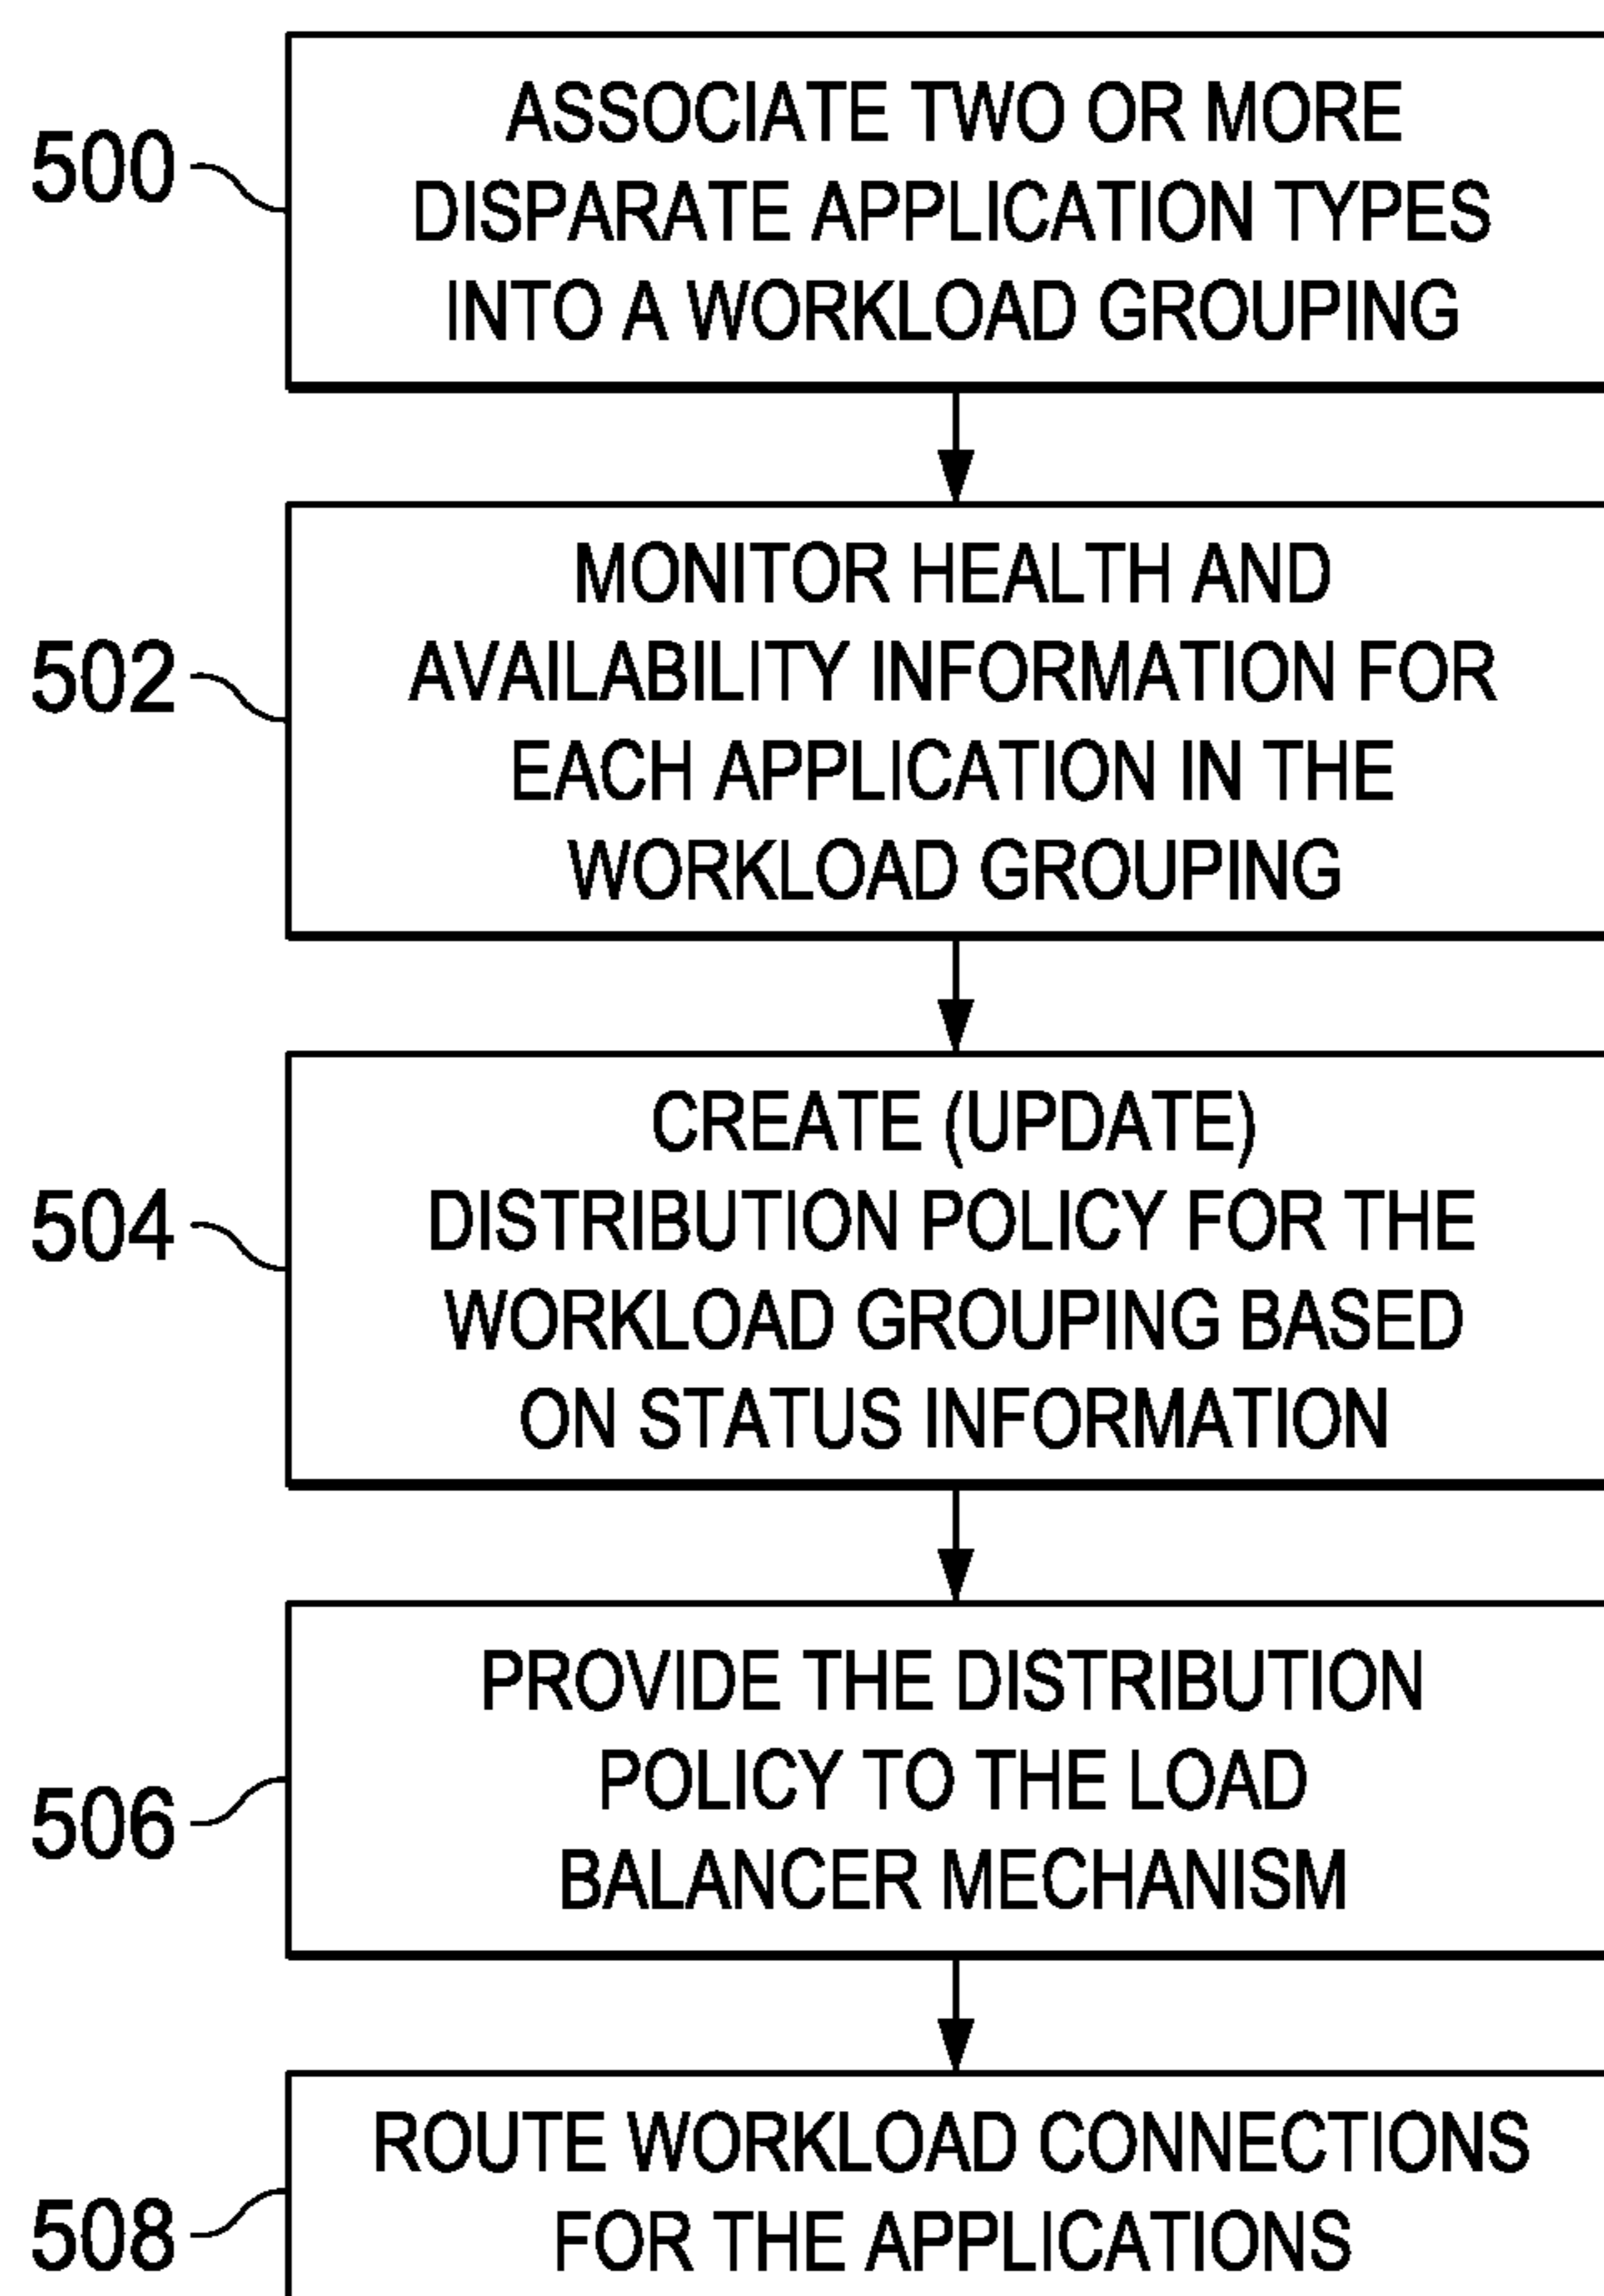 500
ASSOCIATE TWO OR MORE
DISPARATE APPLICATION TYPES
INTO A WORKLOAD GROUPING
502
MONITOR HEALTH AND
AVAILABILITY INFORMATION FOR
EACH APPLICATION IN THE
WORKLOAD GROUPING
504
CREATE (UPDATE)
DISTRIBUTION POLICY FOR THE
WORKLOAD GROUPING BASED
ON STATUS INFORMATION
506
PROVIDE THE DISTRIBUTION
POLICY TO THE LOAD
BALANCER MECHANISM
508
ROUTE WORKLOAD CONNECTIONS
FOR THE APPLICATIONS